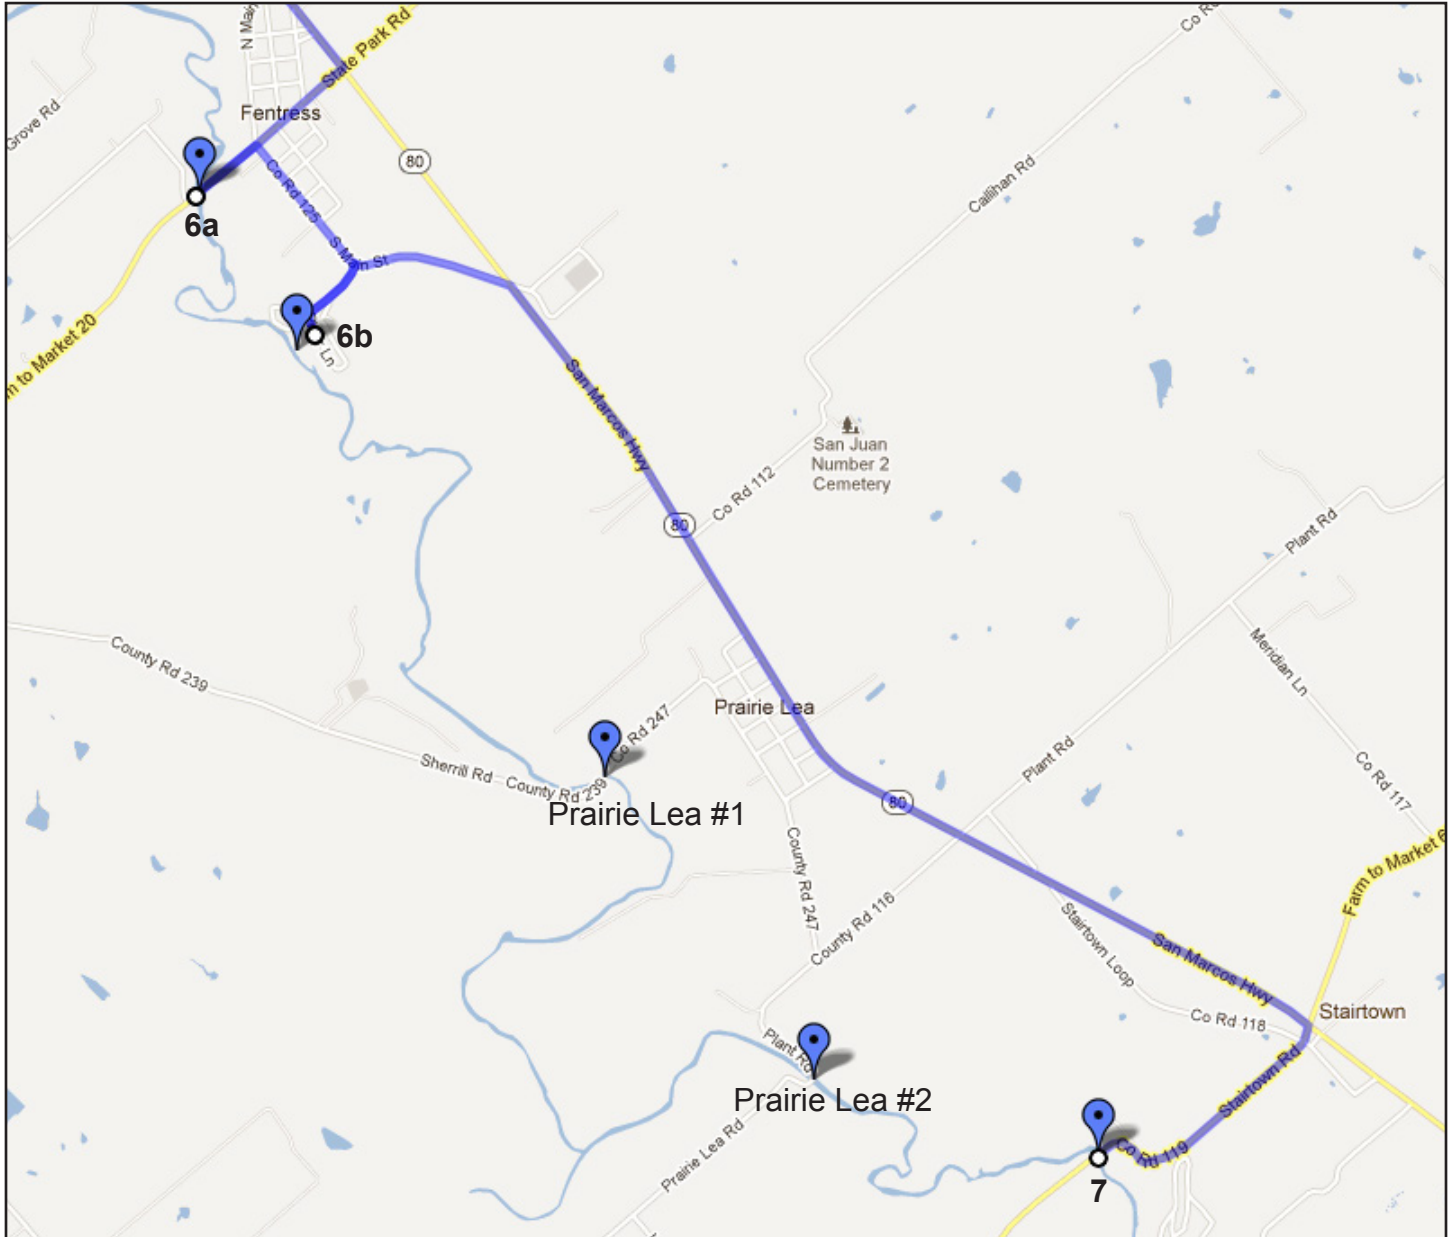 N Main
State Park Rd
Co Rd
Grove Rd
Fentress
80
Callihan Rd
6a
Co Rd 125
S Main St
6b
Ln
m to Market 20
San Marcos Hwy
San Juan
Number 2
Cemetery
Co Rd 112
80
Plant Rd
County Rd 239
Meridian Ln
Prairie Lea
Co Rd 247
Sherrill Rd
County Rd 239
Prairie Lea #1
Plant Rd
Co Rd 117
80
County Rd 247
County Rd 116
Farm to Market 6
Stairtown Loop
San Marcos Hwy
Co Rd 118
Stairtown
Plant Rd
Stairtown Rd
Prairie Lea #2
Prairie Lea Rd
Co Rd 119
7